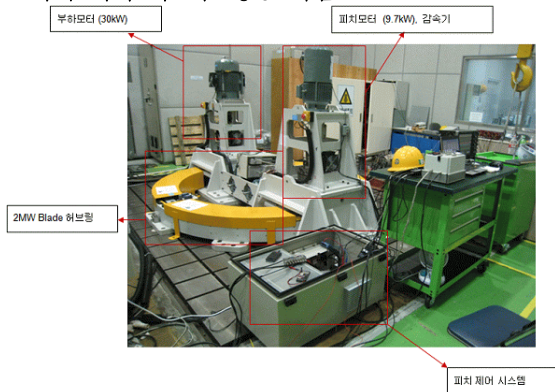 부하모터 (30kW)
피치모터 (9.7kW), 감속기
2MW Blade 허브림
피치 제어 시스템